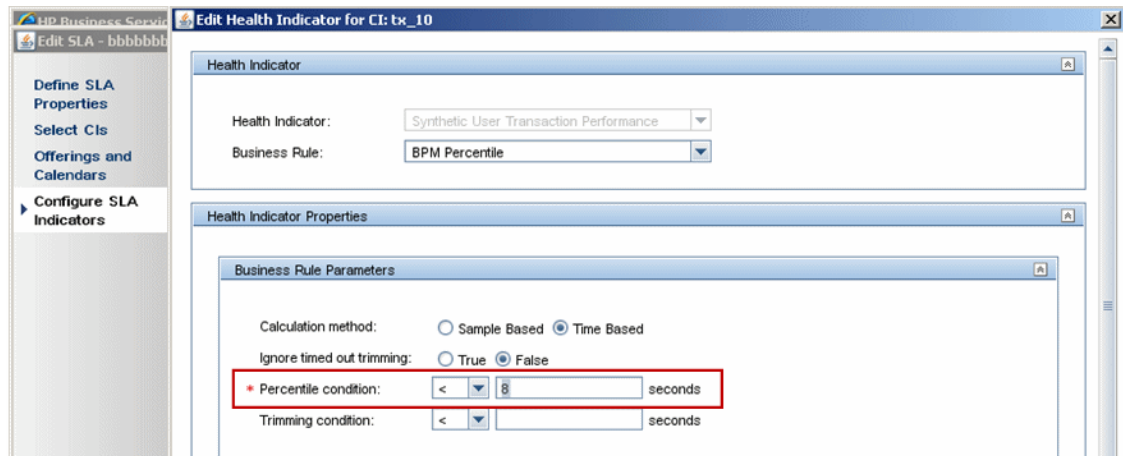 HP Business Servic
Edit Health Indicator for CI: tx_10
Edit SLA - bbbbbbb
Define SLA
Properties
Select CIs
Offerings and
Calendars
Configure SLA
Indicators
Health Indicator
Health Indicator: Synthetic User Transaction Performance
Business Rule: BPM Percentile
Health Indicator Properties
Business Rule Parameters
Calculation method: Sample Based Time Based
Ignore timed out trimming: True False
* Percentile condition: < 8 seconds
Trimming condition: < seconds